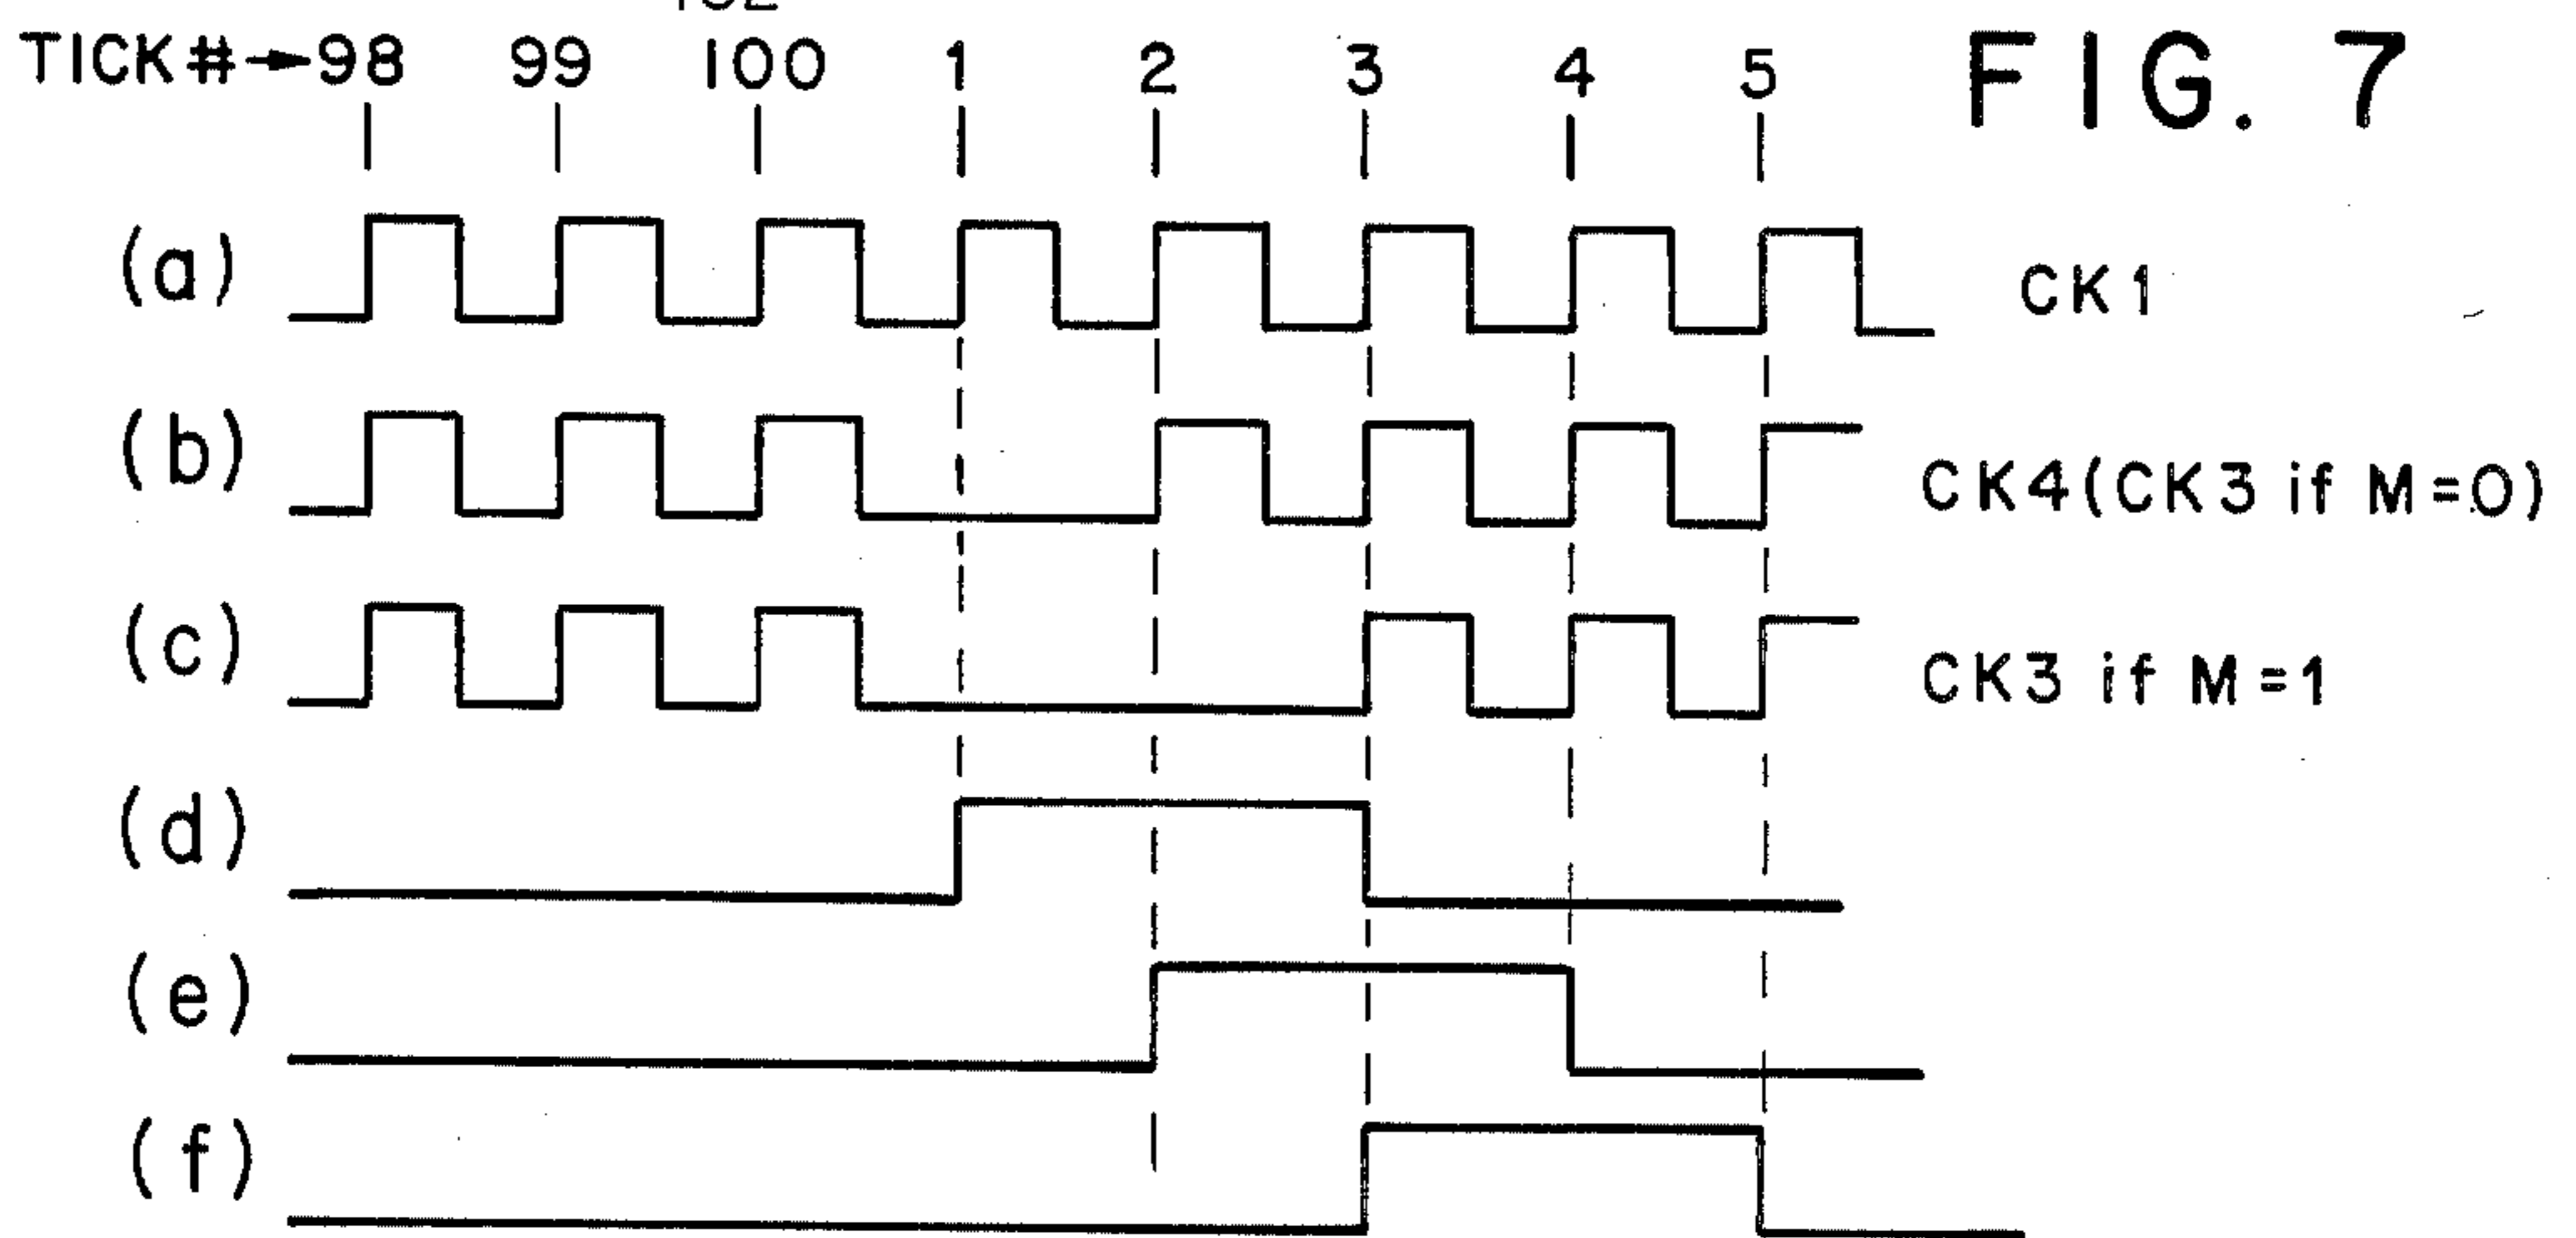 TICK #→98 99 100 1 2 3 4 5 FIG. 7
(a) CK1
(b) CK4(CK3 if M=0)
(c) CK3 if M=1
(d)
(e)
(f)